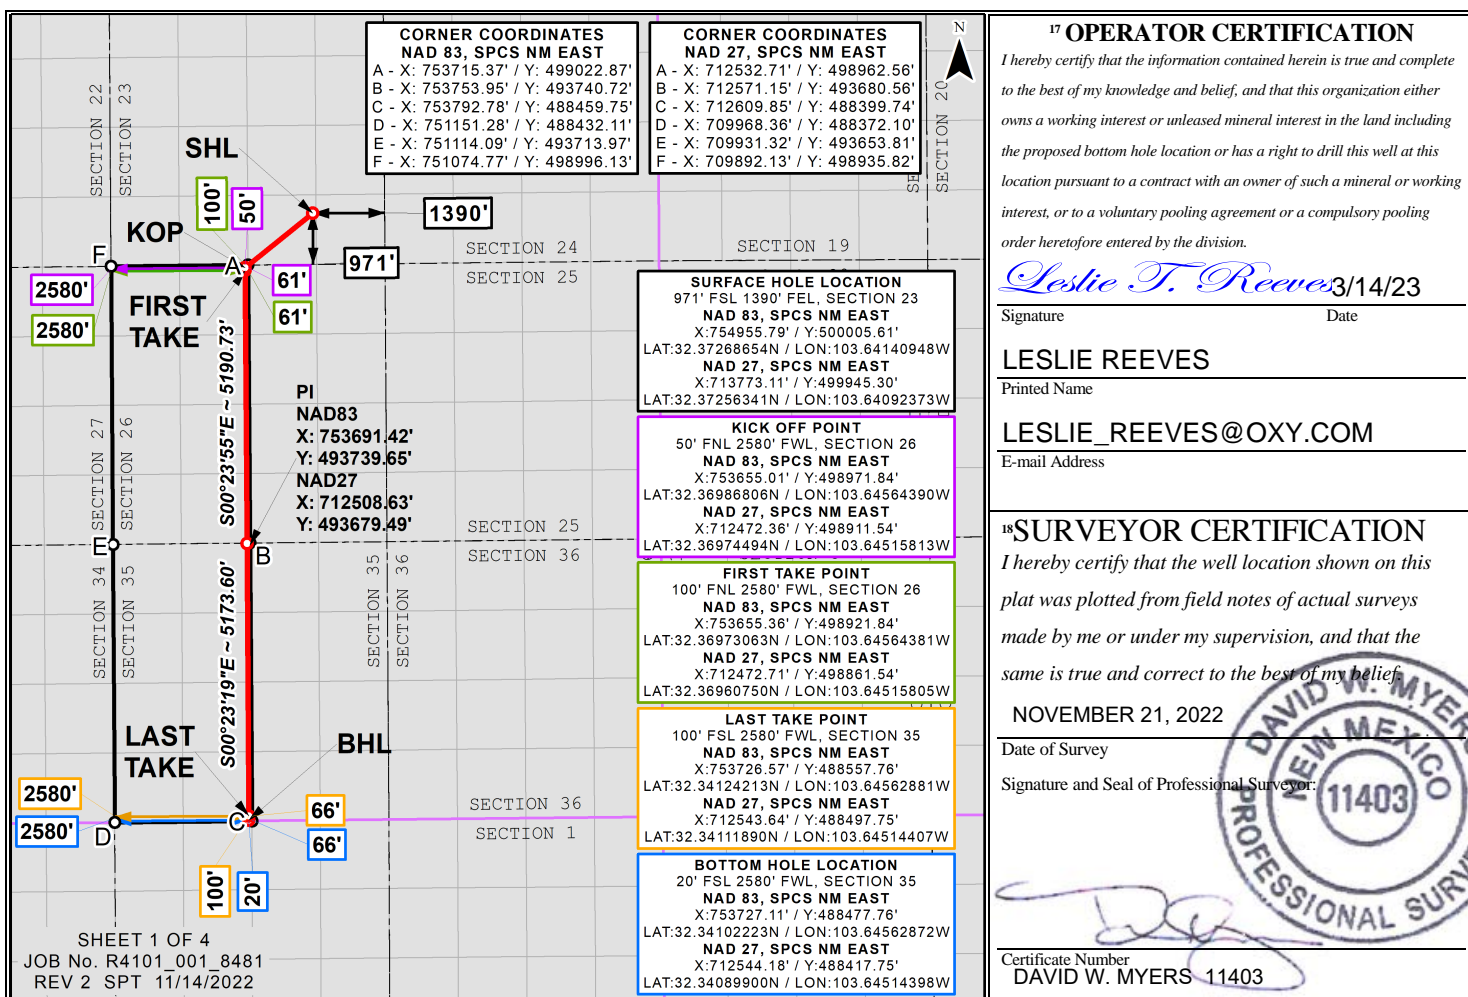 CORNER COORDINATES
NAD 83, SPCS NM EAST
A - X: 753715.37' / Y: 499022.87'
B - X: 753753.95' / Y: 493740.72'
C - X: 753792.78' / Y: 488459.75'
D - X: 751151.28' / Y: 488432.11'
E - X: 751114.09' / Y: 493713.97'
F - X: 751074.77' / Y: 498996.13'
CORNER COORDINATES
NAD 27, SPCS NM EAST
A - X: 712532.71' / Y: 498962.56'
B - X: 712571.15' / Y: 493680.56'
C - X: 712609.85' / Y: 488399.74'
D - X: 709968.36' / Y: 488372.10'
E - X: 709931.32' / Y: 493653.81'
F - X: 709892.13' / Y: 498935.82'
N
SECTION 22
SECTION 23
SECTION 20
SHL
100'
50'
1390'
KOP
971'
SECTION 24
SECTION 19
SECTION 25
F
A
2580'
61'
FIRST
TAKE
2580'
61'
S00°23'55"E ~ 5190.73'
PI
NAD83
X: 753691.42'
Y: 493739.65'
NAD27
X: 712508.63'
Y: 493679.49'
SECTION 27
SECTION 26
SECTION 25
SECTION 36
E
B
SECTION 34
SECTION 35
SECTION 35
SECTION 36
S00°23'19"E ~ 5173.60'
LAST
TAKE
BHL
2580'
66'
SECTION 36
2580'
D
C
66'
SECTION 1
100'
20'
SHEET 1 OF 4
JOB No. R4101_001_8481
REV 2 SPT 11/14/2022
SURFACE HOLE LOCATION
971' FSL 1390' FEL, SECTION 23
NAD 83, SPCS NM EAST
X:754955.79' / Y:500005.61'
LAT:32.37268654N / LON:103.64140948W
NAD 27, SPCS NM EAST
X:713773.11' / Y:499945.30'
LAT:32.37256341N / LON:103.64092373W
KICK OFF POINT
50' FNL 2580' FWL, SECTION 26
NAD 83, SPCS NM EAST
X:753655.01' / Y:498971.84'
LAT:32.36986806N / LON:103.64564390W
NAD 27, SPCS NM EAST
X:712472.36' / Y:498911.54'
LAT:32.36974494N / LON:103.64515813W
FIRST TAKE POINT
100' FNL 2580' FWL, SECTION 26
NAD 83, SPCS NM EAST
X:753655.36' / Y:498921.84'
LAT:32.36973063N / LON:103.64564381W
NAD 27, SPCS NM EAST
X:712472.71' / Y:498861.54'
LAT:32.36960750N / LON:103.64515805W
LAST TAKE POINT
100' FSL 2580' FWL, SECTION 35
NAD 83, SPCS NM EAST
X:753726.57' / Y:488557.76'
LAT:32.34124213N / LON:103.64562881W
NAD 27, SPCS NM EAST
X:712543.64' / Y:488497.75'
LAT:32.34111890N / LON:103.64514407W
BOTTOM HOLE LOCATION
20' FSL 2580' FWL, SECTION 35
NAD 83, SPCS NM EAST
X:753727.11' / Y:488477.76'
LAT:32.34102223N / LON:103.64562872W
NAD 27, SPCS NM EAST
X:712544.18' / Y:488417.75'
LAT:32.34089900N / LON:103.64514398W
17 OPERATOR CERTIFICATION
I hereby certify that the information contained herein is true and complete
to the best of my knowledge and belief, and that this organization either
owns a working interest or unleased mineral interest in the land including
the proposed bottom hole location or has a right to drill this well at this
location pursuant to a contract with an owner of such a mineral or working
interest, or to a voluntary pooling agreement or a compulsory pooling
order heretofore entered by the division.
Leslie T. Reeves 3/14/23
Signature Date
LESLIE REEVES
Printed Name
LESLIE_REEVES@OXY.COM
E-mail Address
18 SURVEYOR CERTIFICATION
I hereby certify that the well location shown on this
plat was plotted from field notes of actual surveys
made by me or under my supervision, and that the
same is true and correct to the best of my belief.
NOVEMBER 21, 2022
Date of Survey
Signature and Seal of Professional Surveyor:
DAVID W. MYERS
NEW MEXICO
11403
PROFESSIONAL SURVE
Certificate Number
DAVID W. MYERS 11403